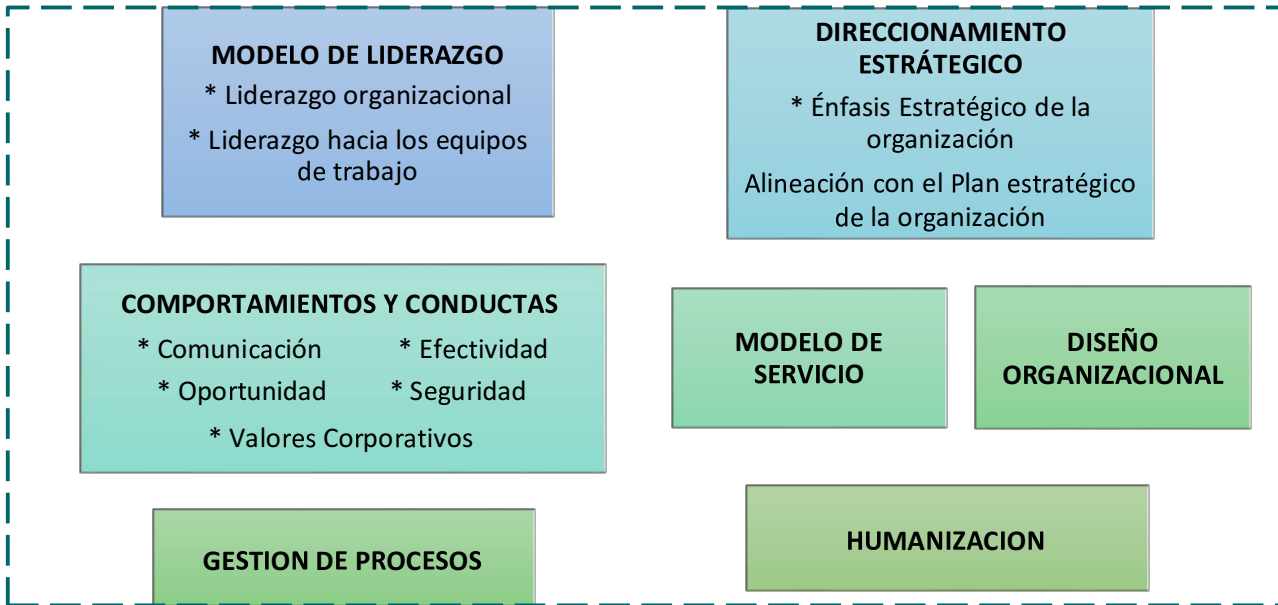 MODELO DE LIDERAZGO
* Liderazgo organizacional
* Liderazgo hacia los equipos
de trabajo
DIRECCIONAMIENTO
ESTRÁTEGICO
* Énfasis Estratégico de la
organización
Alineación con el Plan estratégico
de la organización
COMPORTAMIENTOS Y CONDUCTAS
* Comunicación * Efectividad
* Oportunidad * Seguridad
* Valores Corporativos
MODELO DE
SERVICIO
DISEÑO
ORGANIZACIONAL
GESTION DE PROCESOS
HUMANIZACION